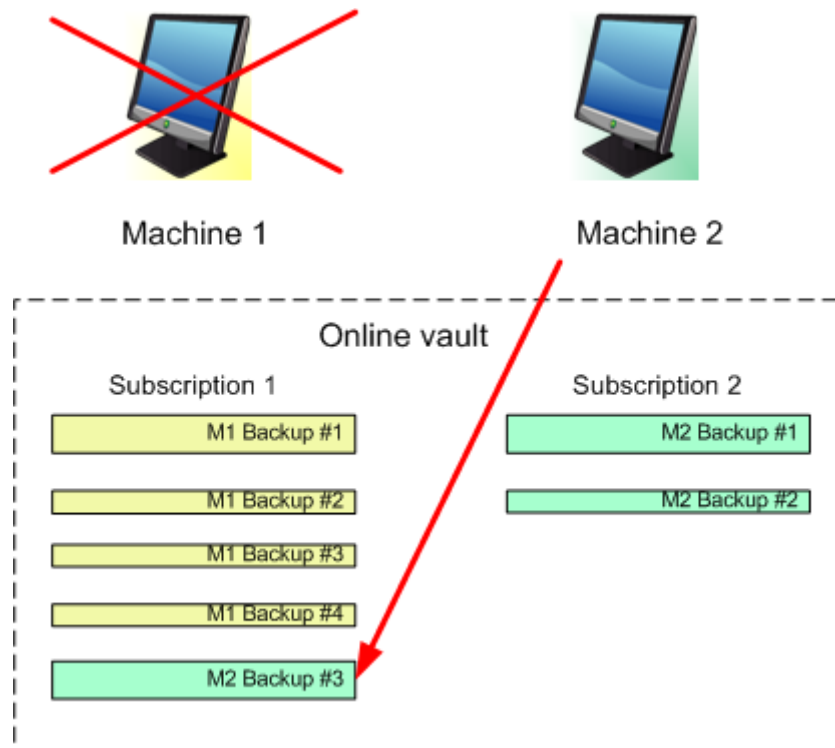 Machine 1
Machine 2
Online vault
Subscription 1
M1 Backup #1
M1 Backup #2
M1 Backup #3
M1 Backup #4
M2 Backup #3
Subscription 2
M2 Backup #1
M2 Backup #2